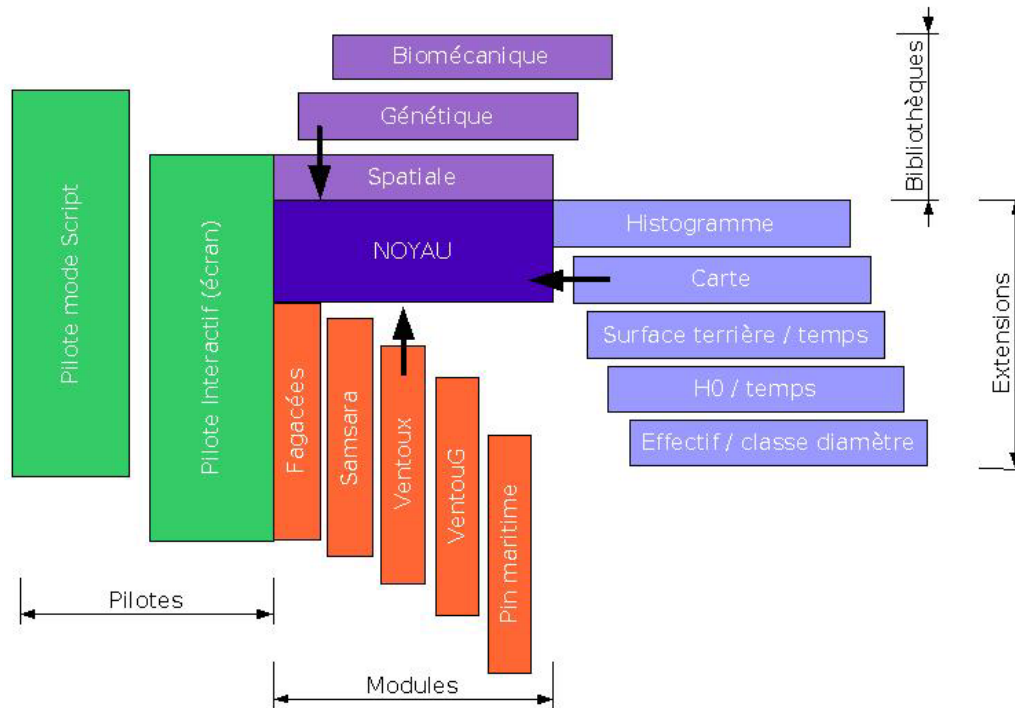 Biomécanique
Génétique
Spatiale
NOYAU
Bibliothèques
Histogramme
Carte
Surface terrière / temps
H0 / temps
Effectif / classe diamètre
Extensions
Pilote mode Script
Pilote Interactif (écran)
Fagacées
Samsara
Ventoux
VentouG
Pin maritime
Pilotes
Modules